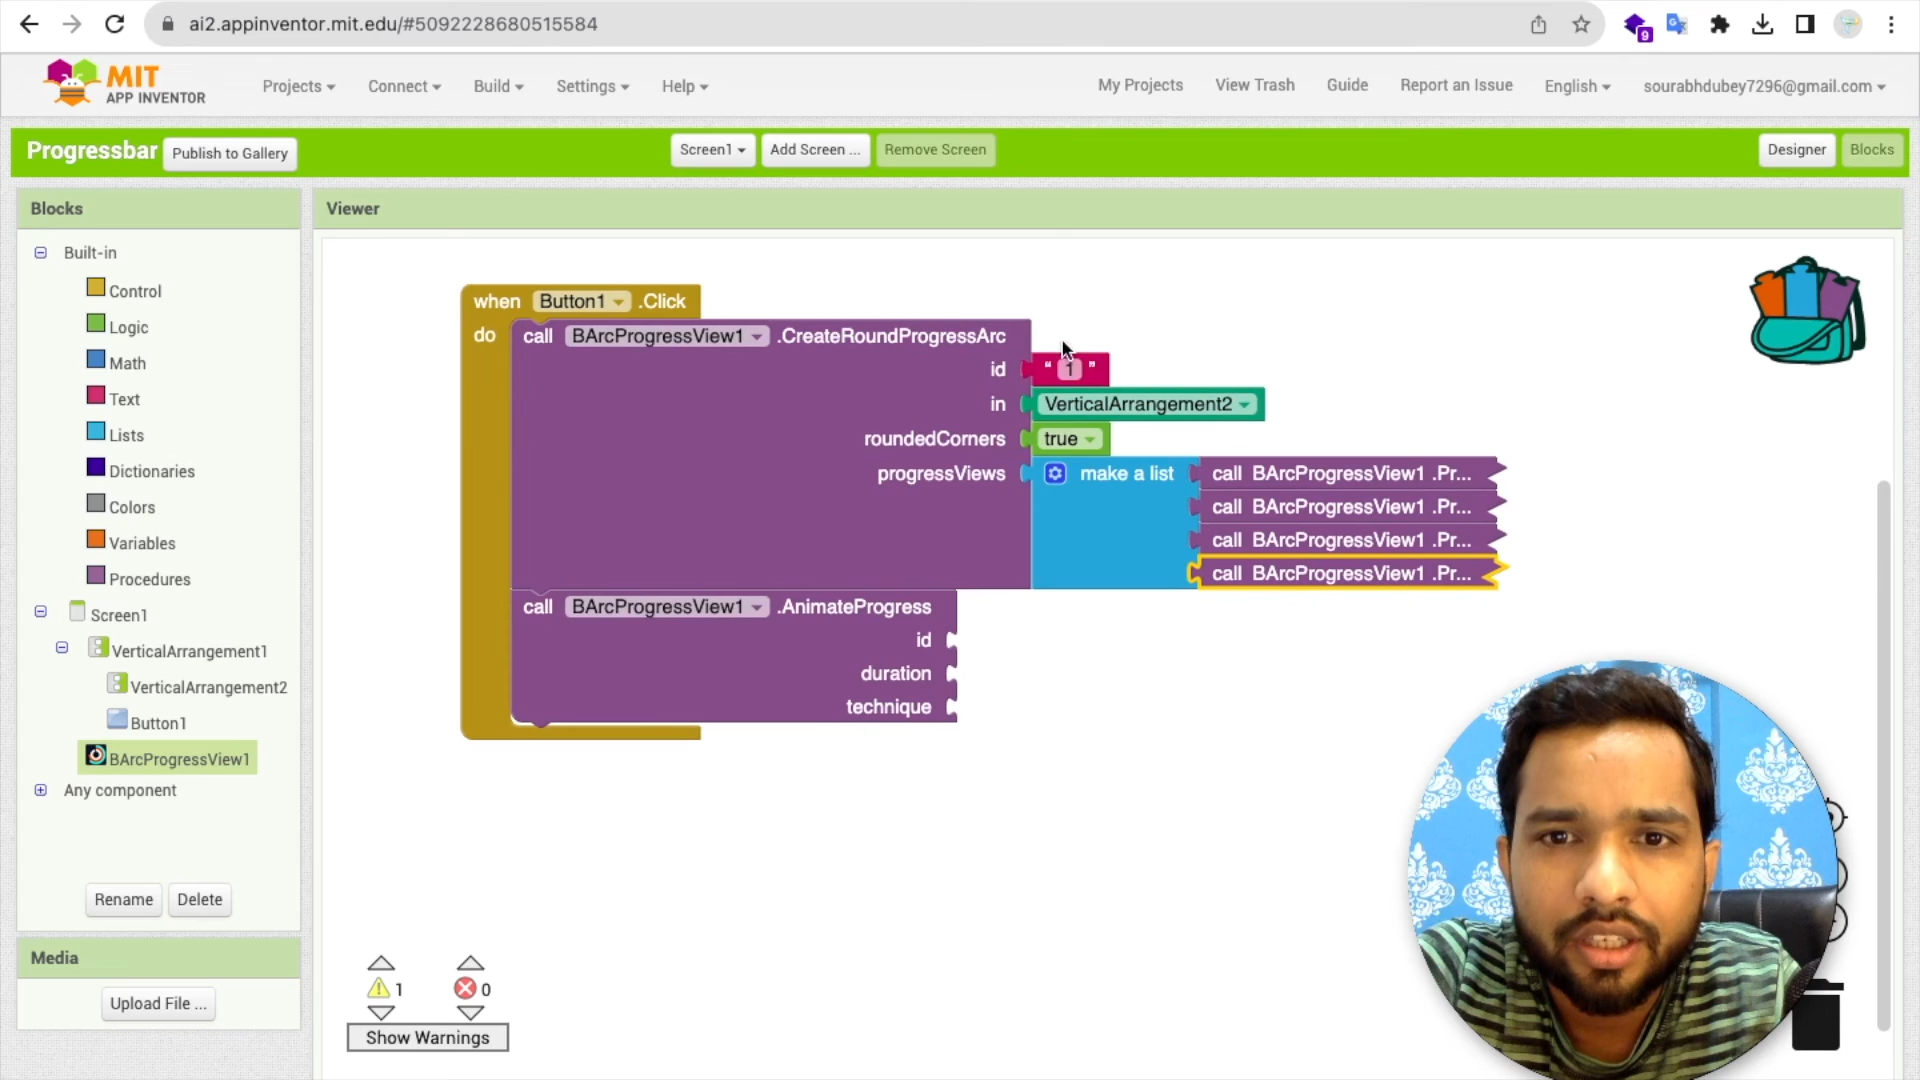 ai2.appinventor.mit.edu/#5092228680515584
9
MIT
APP INVENTOR
Projects
Connect
Build
Settings
Help
My Projects
View Trash
Guide
Report an Issue
English
sourabhdubey7296@gmail.com
Progressbar
Publish to Gallery
Screen1
Add Screen ...
Remove Screen
Designer
Blocks
Blocks
Viewer
Built-in
Control
Logic
Math
Text
Lists
Dictionaries
Colors
Variables
Procedures
Screen1
VerticalArrangement1
VerticalArrangement2
Button1
BArcProgressView1
Any component
Rename
Delete
Media
Upload File ...
when Button1 .Click
do call BArcProgressView1 .CreateRoundProgressArc
id " 1 "
in VerticalArrangement2
roundedCorners true
progressViews make a list call BArcProgressView1 .Pr...
call BArcProgressView1 .Pr...
call BArcProgressView1 .Pr...
call BArcProgressView1 .Pr...
call BArcProgressView1 .AnimateProgress
id
duration
technique
1
0
Show Warnings